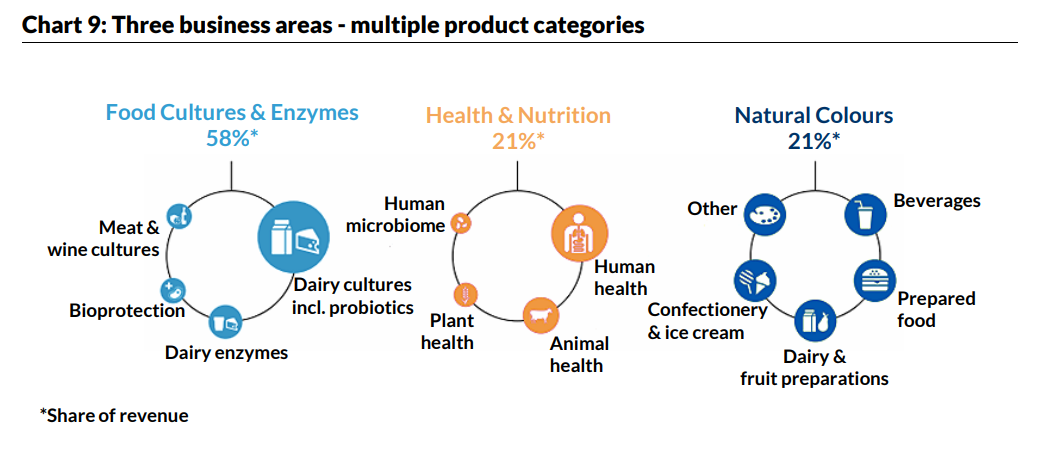 Chart 9: Three business areas - multiple product categories
Food Cultures & Enzymes
58%*
Meat &
wine cultures
Bioprotection
Dairy enzymes
Dairy cultures
incl. probiotics
Health & Nutrition
21%*
Human
microbiome
Plant
health
Animal
health
Human
health
Natural Colours
21%*
Other
Confectionery
& ice cream
Dairy &
fruit preparations
Prepared
food
Beverages
*Share of revenue